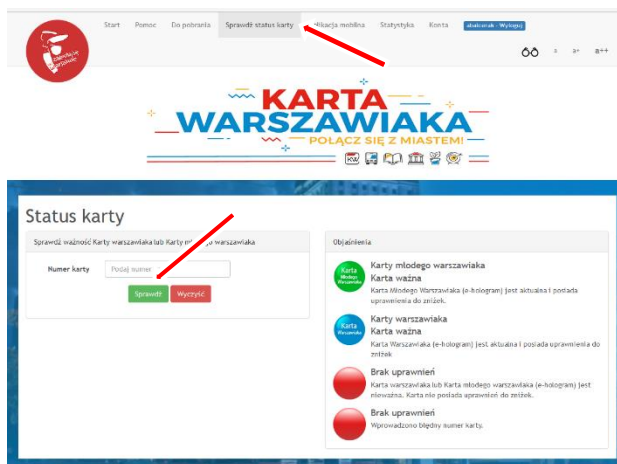 Start Pomoc Do pobrania Sprawdź status karty Aplikacja mobilna Statystyka Konta
a a+ a++
KARTA
WARSZAWIAKA
POŁĄCZ SIĘ Z MIASTEM!
KW
Status karty
Sprawdź ważność Karty warszawiaka lub Karty młodego warszawiaka
Numer karty Podaj numer
Sprawdź Wyczyść
Objaśnienia
Karta
Młodego
Warszawiaka
Karty młodego warszawiaka
Karta ważna
Karta Młodego Warszawiaka (e-hologram) jest aktualna i posiada
uprawnienia do zniżek.
Karta
Warszawiaka
Karty warszawiaka
Karta ważna
Karta Warszawiaka (e-hologram) jest aktualna i posiada uprawnienia do
zniżek
Brak uprawnień
Karta warszawiaka lub Karta młodego warszawiaka (e-hologram) jest
nieważna. Karta nie posiada uprawnień do zniżek.
Brak uprawnień
Wprowadzono błędny numer karty.